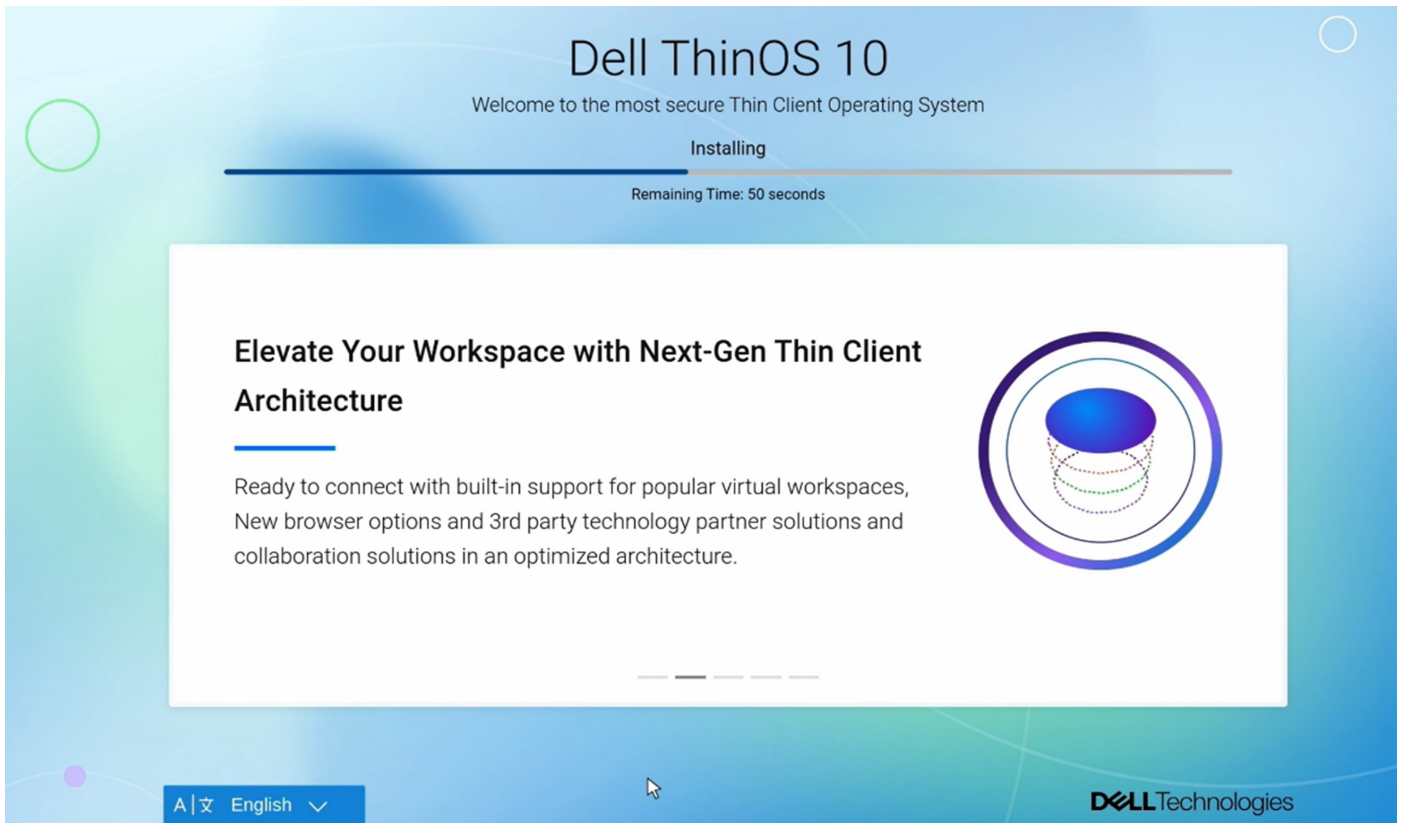 Dell ThinOS 10
Welcome to the most secure Thin Client Operating System
Installing
Remaining Time: 50 seconds
Elevate Your Workspace with Next-Gen Thin Client
Architecture
Ready to connect with built-in support for popular virtual workspaces,
New browser options and 3rd party technology partner solutions and
collaboration solutions in an optimized architecture.
A|文 English
DELLTechnologies